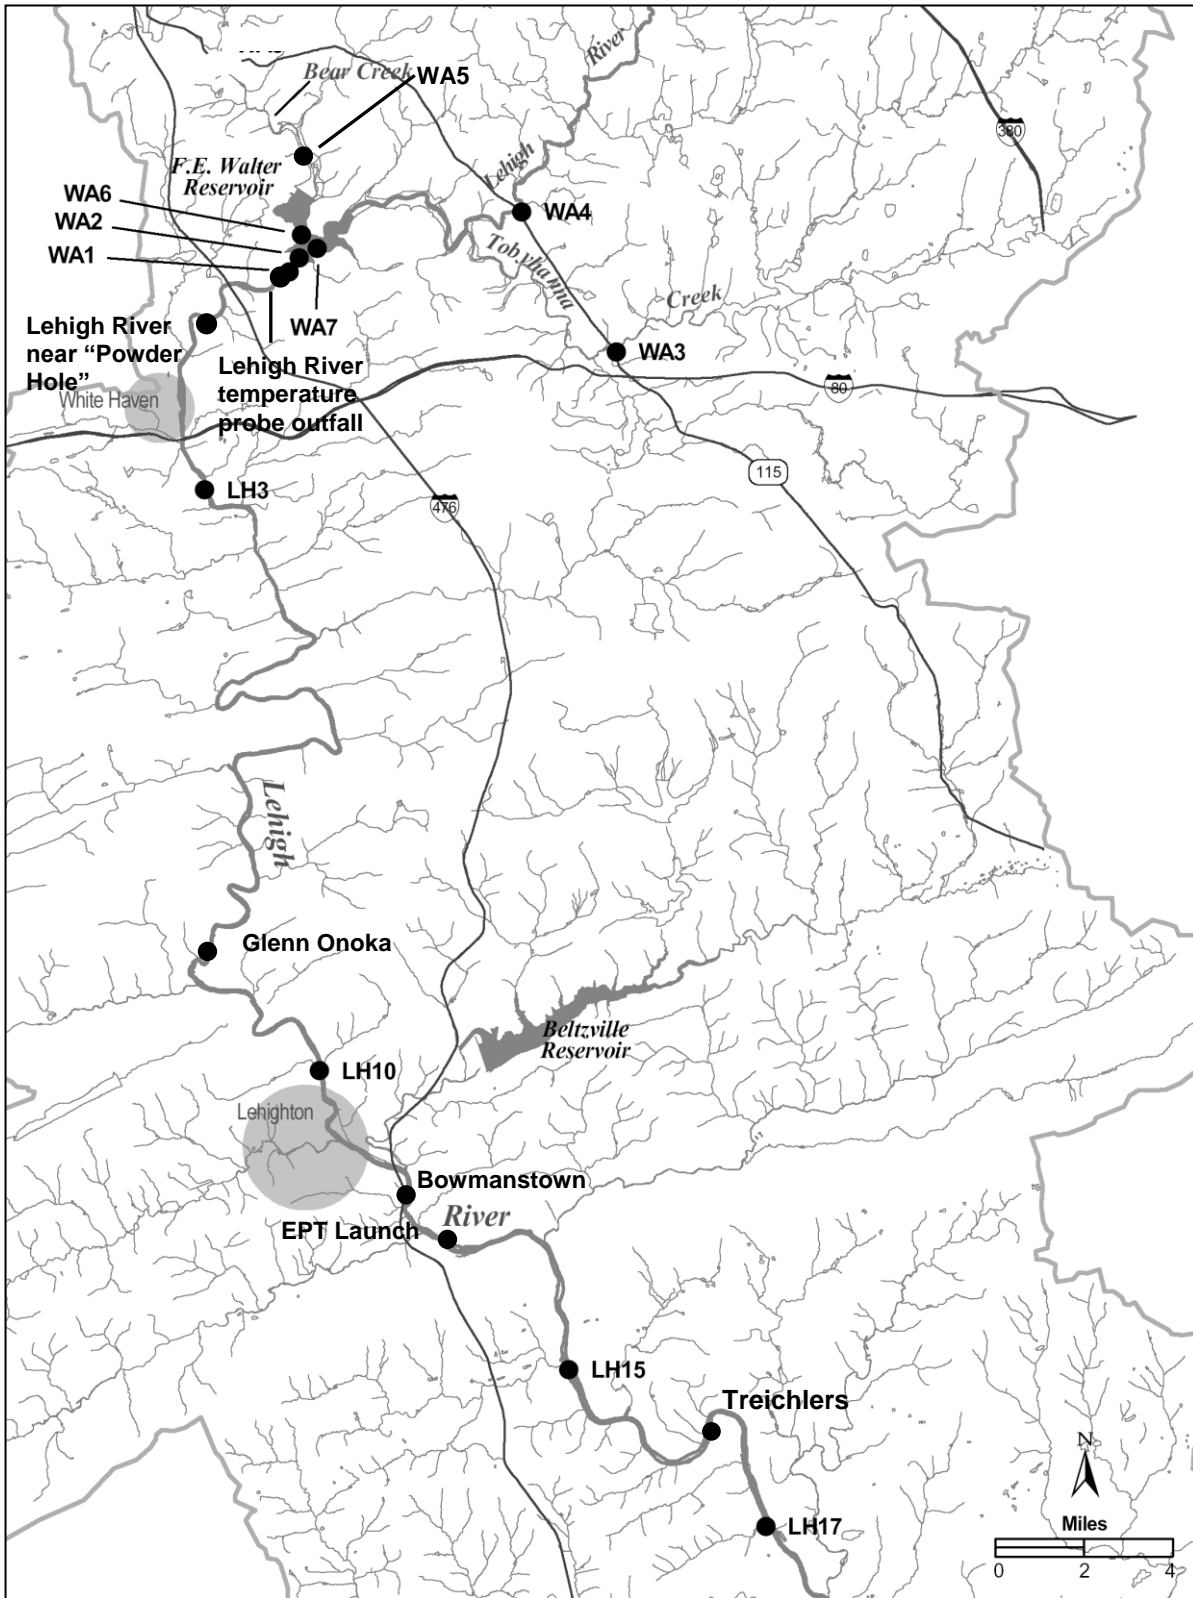 River
Bear Creek
WA5
380
F.E. Walter
Reservoir
Lehigh
WA6
WA4
WA2
Tobyhanna
WA1
Creek
WA7
Lehigh River
near “Powder
Hole”
WA3
Lehigh River
temperature
probe outfall
80
White Haven
115
LH3
476
Lehigh
Glenn Onoka
Beltzville
Reservoir
LH10
Lehighton
Bowmanstown
River
EPT Launch
LH15
Treichlers
N
Miles
LH17
0 2 4